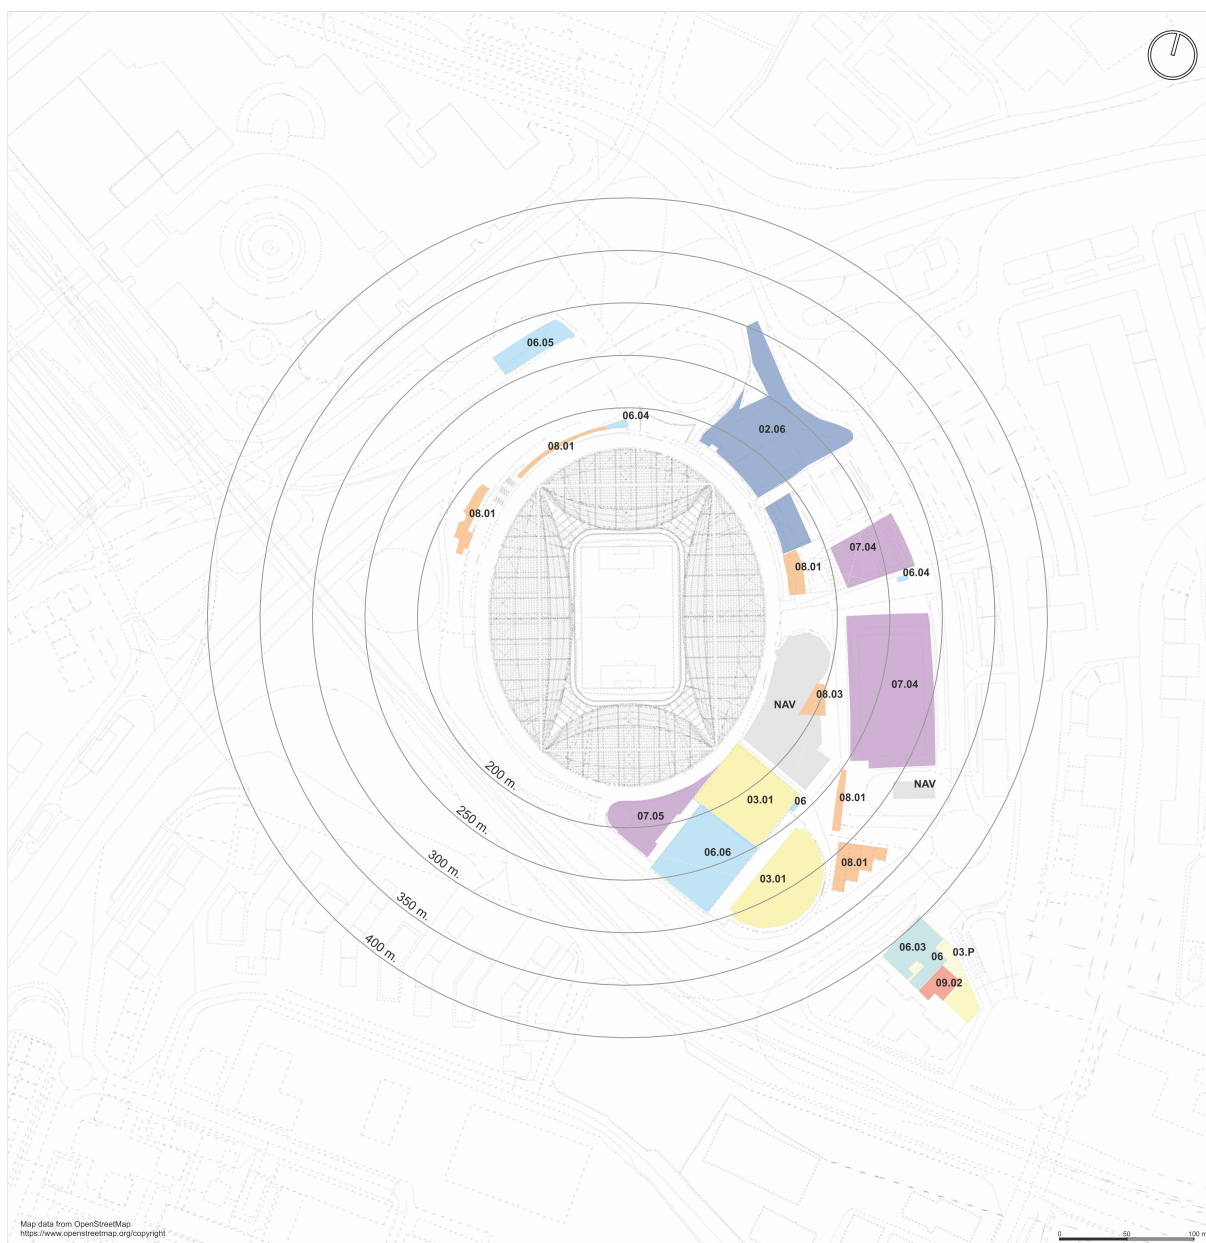 06.05
06.04
02.06
08.01
08.01
07.04
08.01
06.04
07.04
08.03
NAV
200 m.
NAV
08.01
03.01
06
250 m.
07.05
06.06
300 m.
08.01
03.01
350 m.
400 m.
06.03
03.P
06
09.02
Map data from OpenStreetMap
https://www.openstreetmap.org/copyright
0 50 100 m